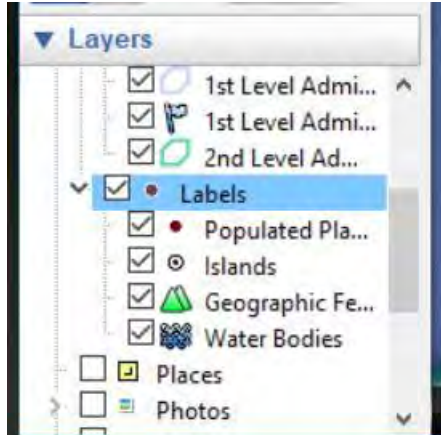 Layers
1st Level Admi...
1st Level Admi...
2nd Level Ad...
Labels
Populated Pla...
Islands
Geographic Fe...
Water Bodies
Places
Photos